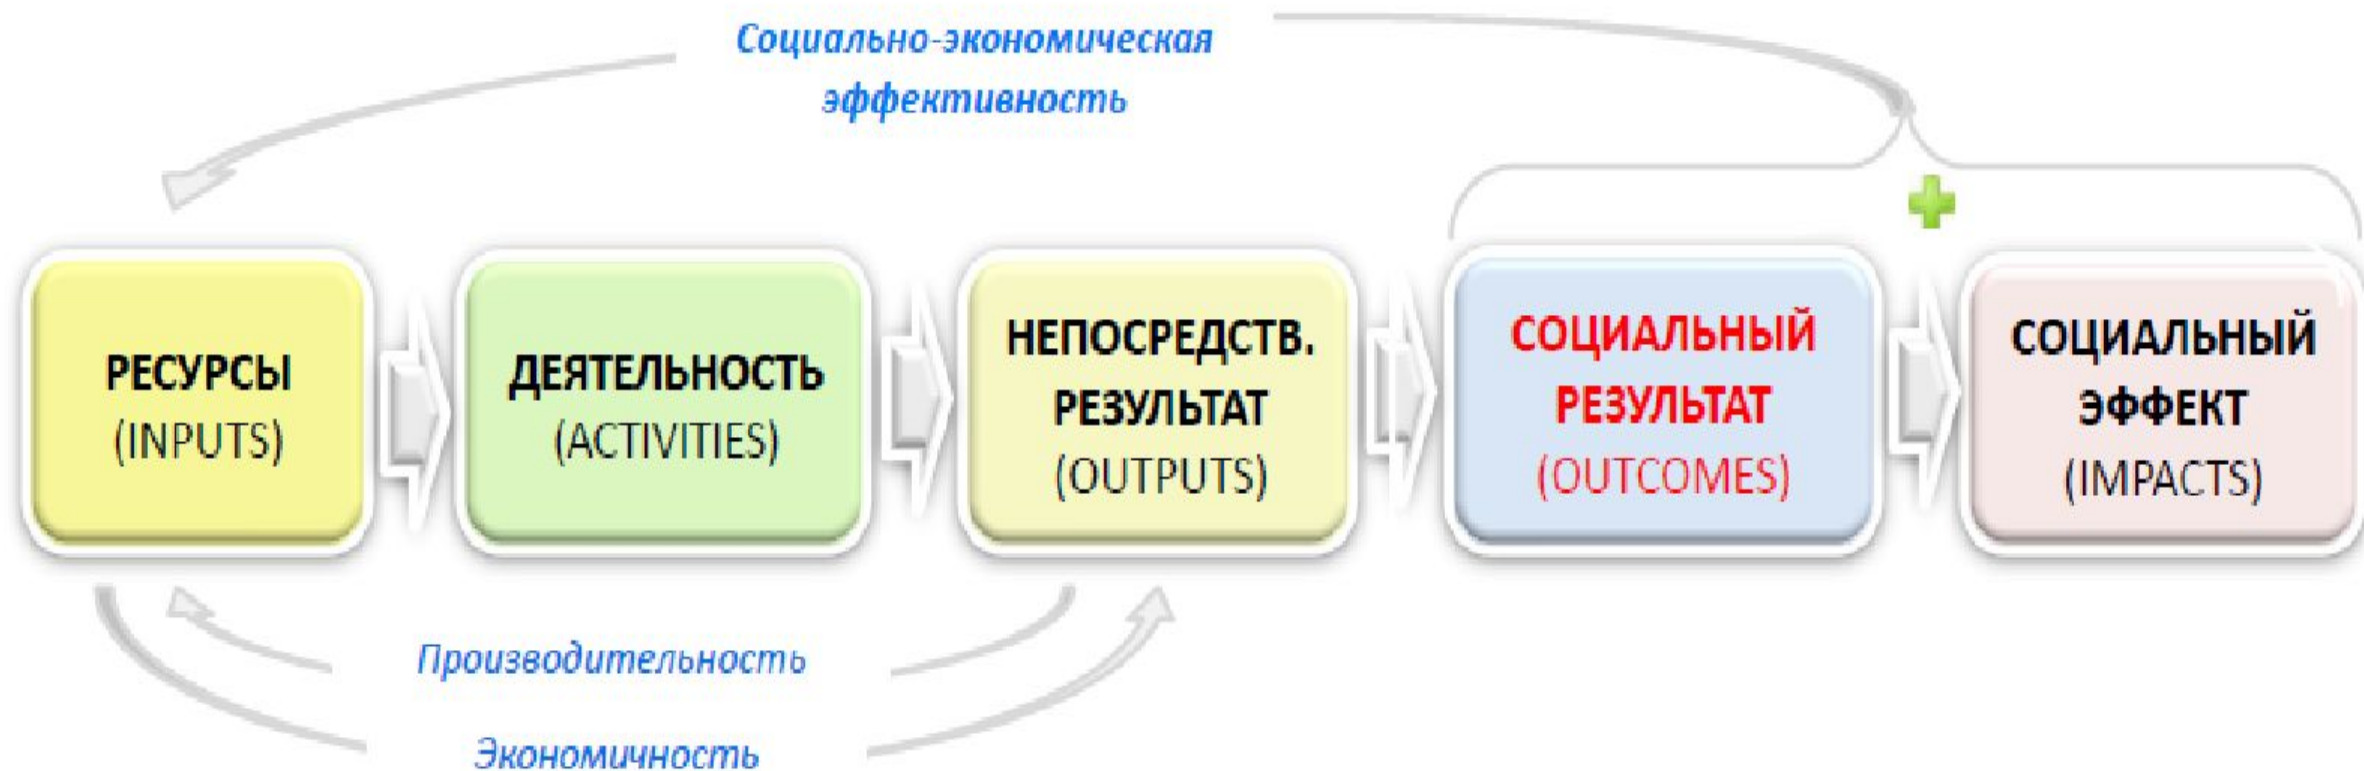 Социально-экономическая
эффективность
РЕСУРСЫ
(INPUTS)
ДЕЯТЕЛЬНОСТЬ
(ACTIVITIES)
НЕПОСРЕДСТВ.
РЕЗУЛЬТАТ
(OUTPUTS)
СОЦИАЛЬНЫЙ
РЕЗУЛЬТАТ
(OUTCOMES)
СОЦИАЛЬНЫЙ
ЭФФЕКТ
(IMPACTS)
Производительность
Экономичность